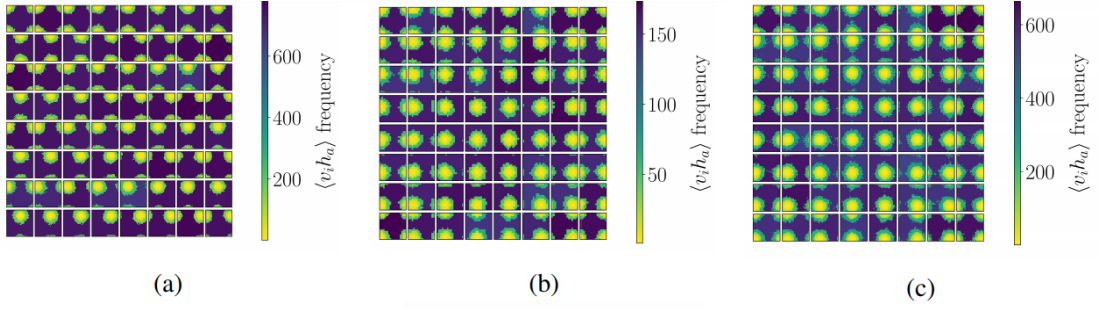 600
400
200
⟨v_i h_a⟩ frequency
150
100
50
⟨v_i h_a⟩ frequency
600
400
200
⟨v_i h_a⟩ frequency
(a)
(b)
(c)